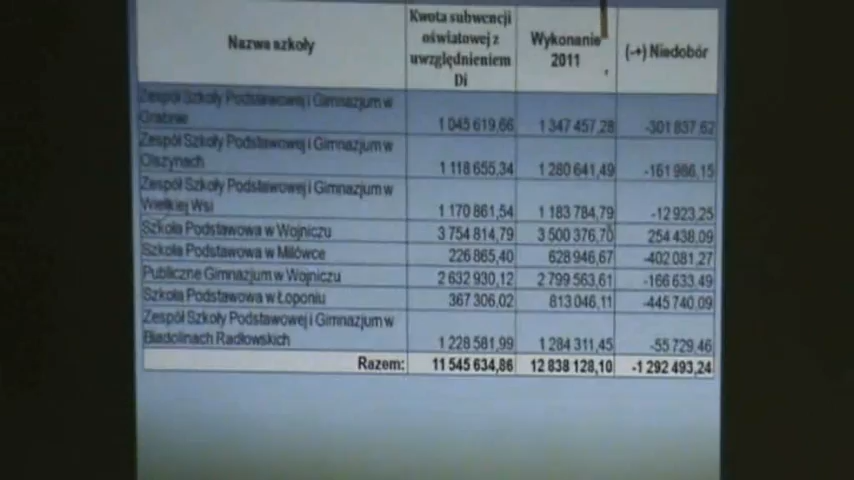 Nazwa szkoły
Kwota subwencji
oświatowej z
uwzględnieniem
Di
Wykonanie
2011
(-+) Niedobór
Zespół Szkoły Podstawowej i Gimnazjum w
Grabnie
1 045 619,66 1 347 457,28 -301 837,62
Zespół Szkoły Podstawowej i Gimnazjum w
Olszynach
1 118 655,34 1 280 641,49 -161 986,15
Zespół Szkoły Podstawowej i Gimnazjum w
Wielkiej Wsi
1 170 861,54 1 183 784,79 -12 923,25
Szkoła Podstawowa w Wojniczu 3 754 814,79 3 500 376,70 254 438,09
Szkoła Podstawowa w Milówce 226 865,40 628 946,67 -402 081,27
Publiczne Gimnazjum w Wojniczu 2 632 930,12 2 799 563,61 -166 633,49
Szkoła Podstawowa w Łoponiu 367 306,02 813 046,11 -445 740,09
Zespół Szkoły Podstawowej i Gimnazjum w
Biadolinach Radłowskich
1 228 581,99 1 284 311,45 -55 729,46
Razem: 11 545 634,86 12 838 128,10 -1 292 493,24